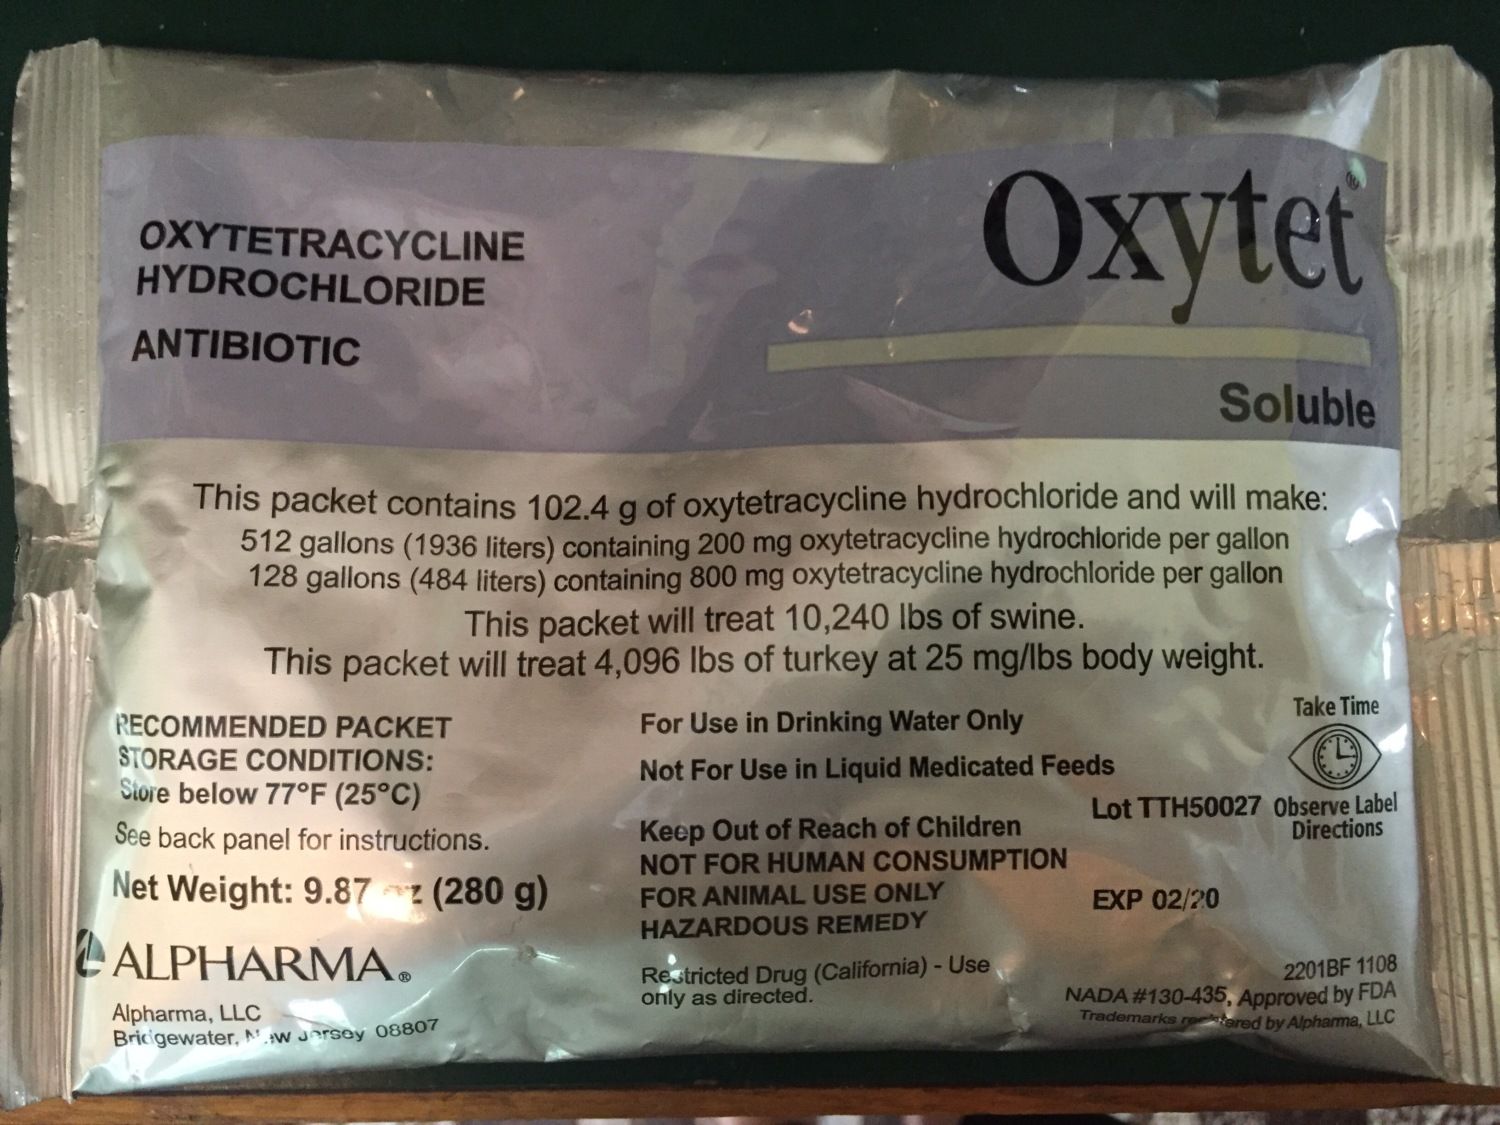 OXYTETRACYCLINE
HYDROCHLORIDE
ANTIBIOTIC
Oxytet®
Soluble
This packet contains 102.4 g of oxytetracycline hydrochloride and will make:
512 gallons (1936 liters) containing 200 mg oxytetracycline hydrochloride per gallon
128 gallons (484 liters) containing 800 mg oxytetracycline hydrochloride per gallon
This packet will treat 10,240 lbs of swine.
This packet will treat 4,096 lbs of turkey at 25 mg/lbs body weight.
RECOMMENDED PACKET
STORAGE CONDITIONS:
Store below 77°F (25°C)
See back panel for instructions.
Net Weight: 9.87 oz (280 g)
ALPHARMA®
Alpharma, LLC
Bridgewater, New Jersey 08807
For Use in Drinking Water Only
Not For Use in Liquid Medicated Feeds
Keep Out of Reach of Children
NOT FOR HUMAN CONSUMPTION
FOR ANIMAL USE ONLY
HAZARDOUS REMEDY
Restricted Drug (California) - Use
only as directed.
Take Time
Observe Label
Directions
Lot TTH50027
EXP 02/20
2201BF 1108
NADA #130-435, Approved by FDA
Trademarks registered by Alpharma, LLC